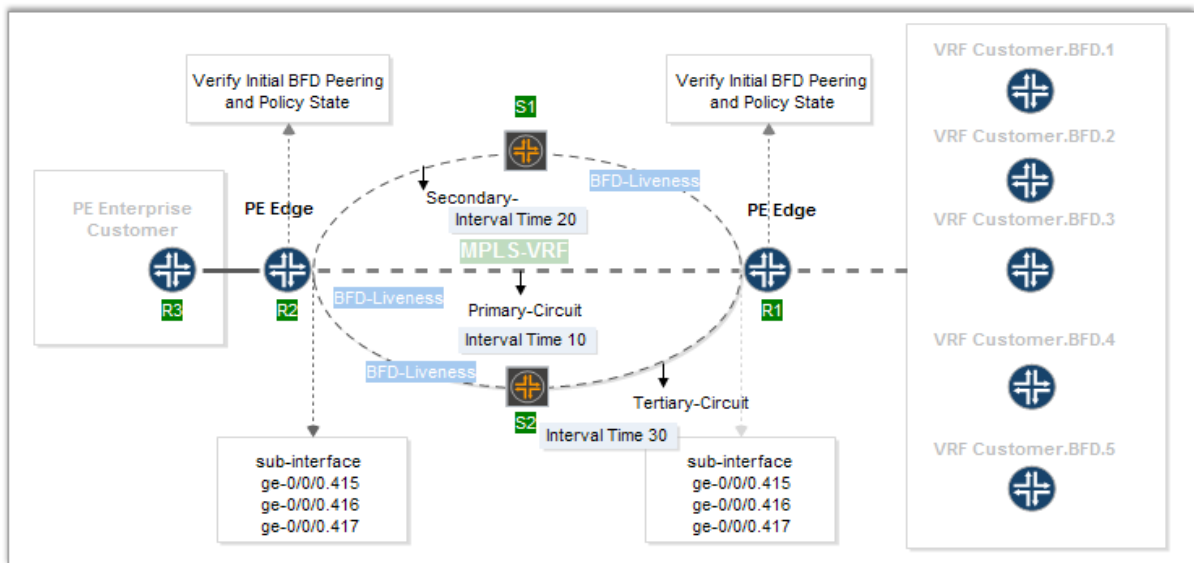 VRF Customer.BFD.1
Verify Initial BFD Peering
and Policy State
Verify Initial BFD Peering
and Policy State
S1
VRF Customer.BFD.2
BFD-Liveness
Secondary-
Interval Time 20
PE Enterprise
Customer
PE Edge
PE Edge
VRF Customer.BFD.3
MPLS-VRF
R3
R2
BFD-Liveness
Primary-Circuit
R1
Interval Time 10
VRF Customer.BFD.4
BFD-Liveness
S2
Tertiary-Circuit
Interval Time 30
VRF Customer.BFD.5
sub-interface
ge-0/0/0.415
ge-0/0/0.416
ge-0/0/0.417
sub-interface
ge-0/0/0.415
ge-0/0/0.416
ge-0/0/0.417